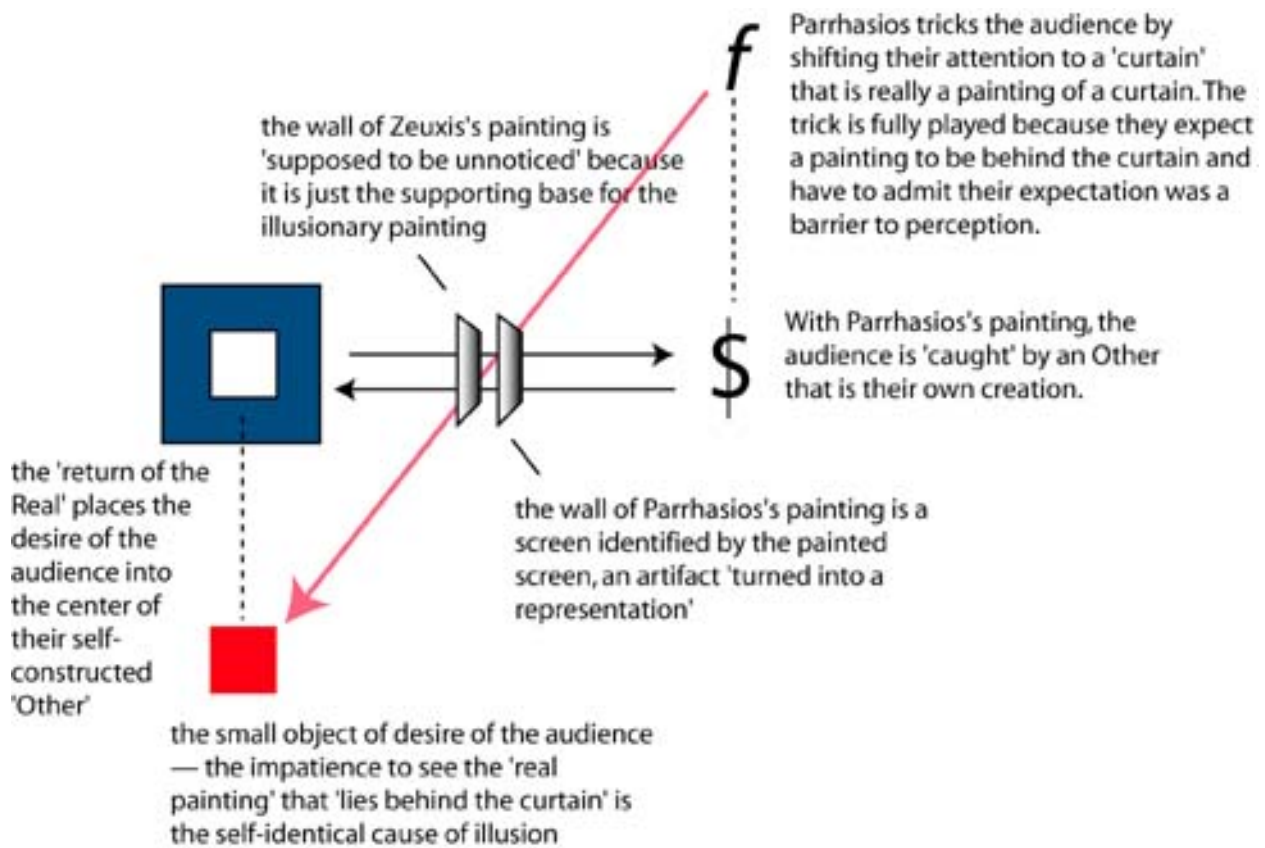 f
Parrhasios tricks the audience by
shifting their attention to a 'curtain'
that is really a painting of a curtain. The
trick is fully played because they expect
a painting to be behind the curtain and
have to admit their expectation was a
barrier to perception.
the wall of Zeuxis's painting is
'supposed to be unnoticed' because
it is just the supporting base for the
illusionary painting
$
With Parrhasios's painting, the
audience is 'caught' by an Other
that is their own creation.
the 'return of the
Real' places the
desire of the
audience into
the center of
their self-
constructed
'Other'
the wall of Parrhasios's painting is a
screen identified by the painted
screen, an artifact 'turned into a
representation'
the small object of desire of the audience
— the impatience to see the 'real
painting' that 'lies behind the curtain' is
the self-identical cause of illusion